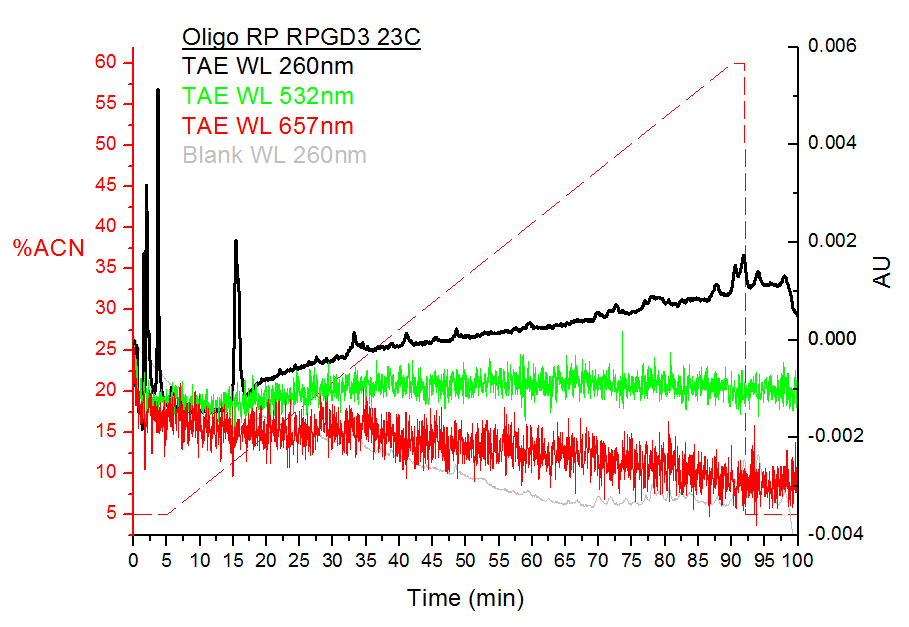 Oligo RP RPGD3 23C
TAE WL 260nm
TAE WL 532nm
TAE WL 657nm
Blank WL 260nm
60
55
50
45
40
35
30
25
20
15
10
5
%ACN
0.006
0.004
0.002
0.000
-0.002
-0.004
AU
0 5 10 15 20 25 30 35 40 45 50 55 60 65 70 75 80 85 90 95 100
Time (min)